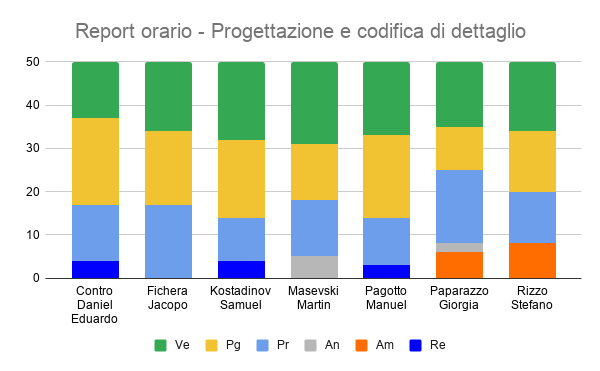 Report orario - Progettazione e codifica di dettaglio
50
40
30
20
10
0
Contro
Daniel
Eduardo
Fichera
Jacopo
Kostadinov
Samuel
Masevski
Martin
Pagotto
Manuel
Paparazzo
Giorgia
Rizzo
Stefano
Ve Pg Pr An Am Re